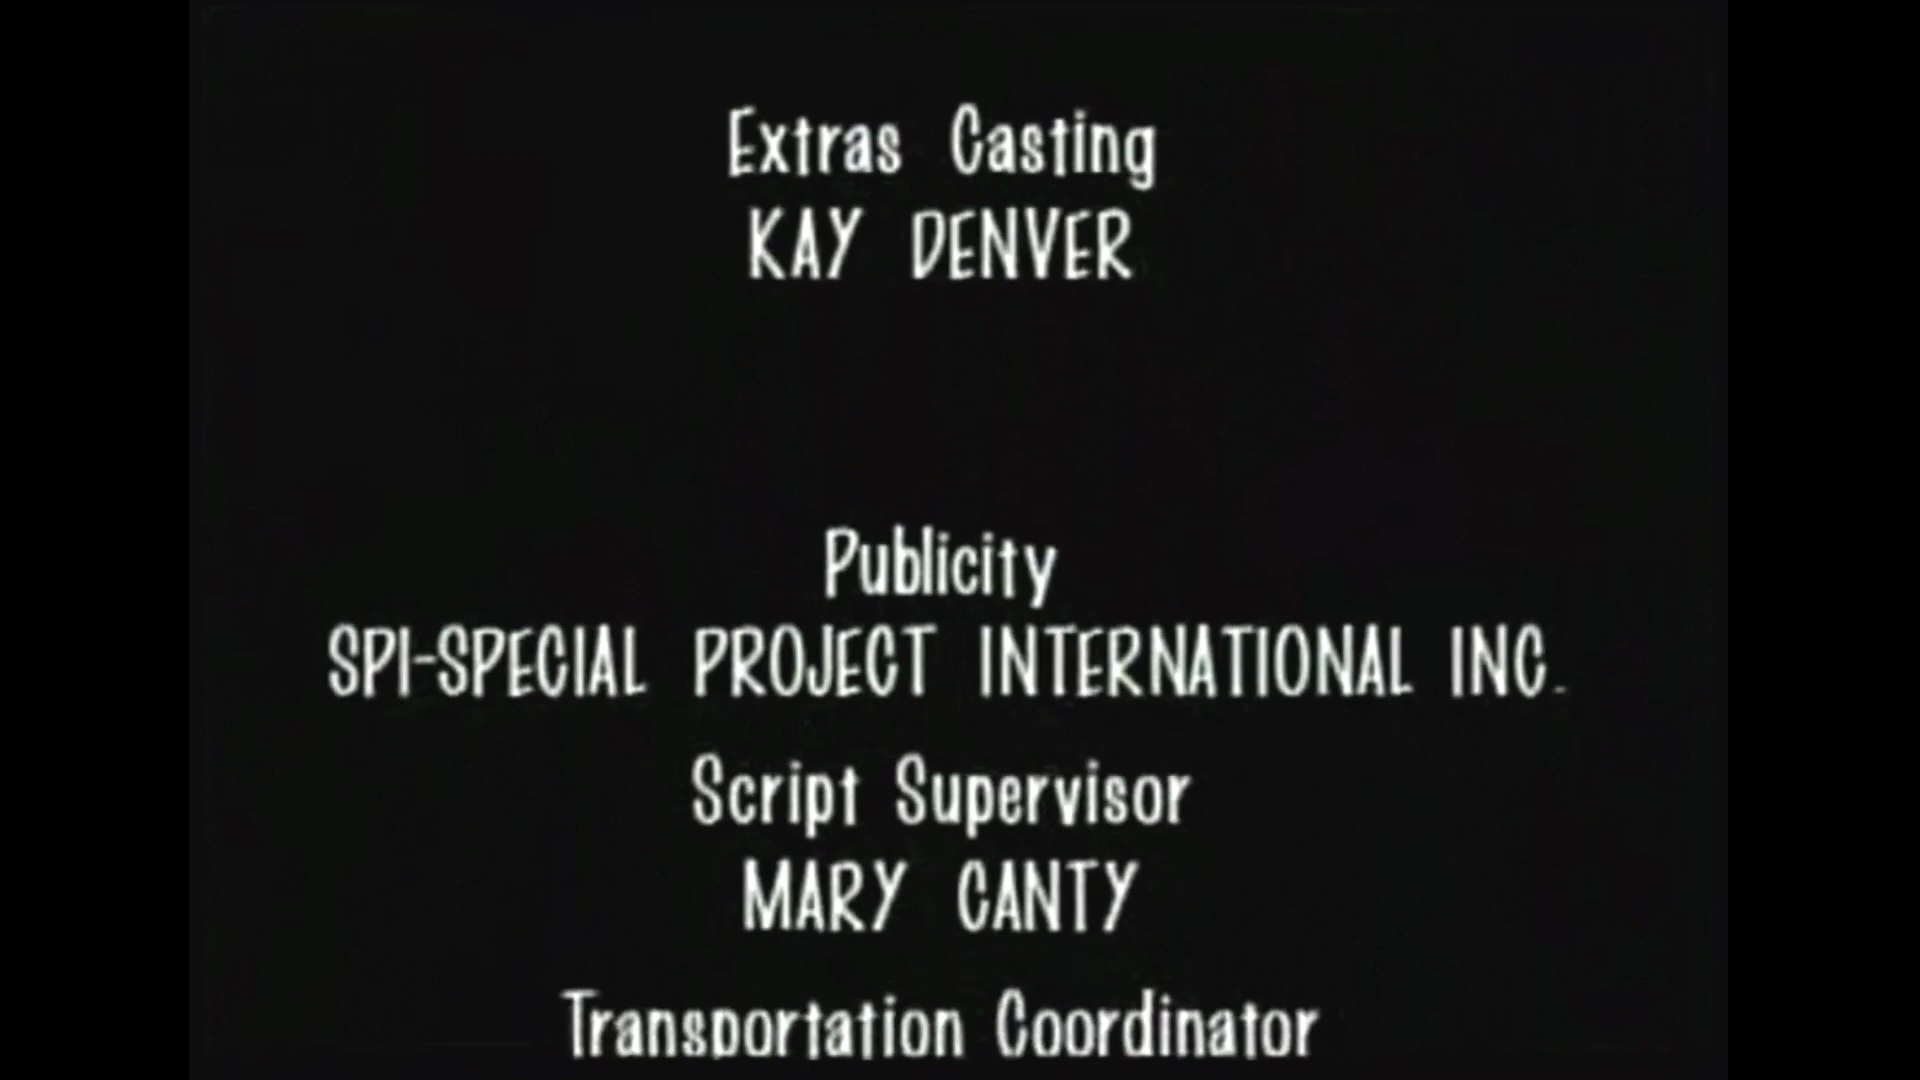 Extras Casting
KAY DENVER
Publicity
SPI-SPECIAL PROJECT INTERNATIONAL INC.
Script Supervisor
MARY CANTY
Transportation Coordinator